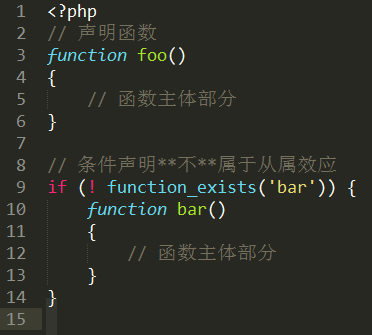 1 <?php
2 // 声明函数
3 function foo()
4 {
5     // 函数主体部分
6 }
7
8 // 条件声明**不**属于从属效应
9 if (! function_exists('bar')) {
10     function bar()
11     {
12         // 函数主体部分
13     }
14 }
15